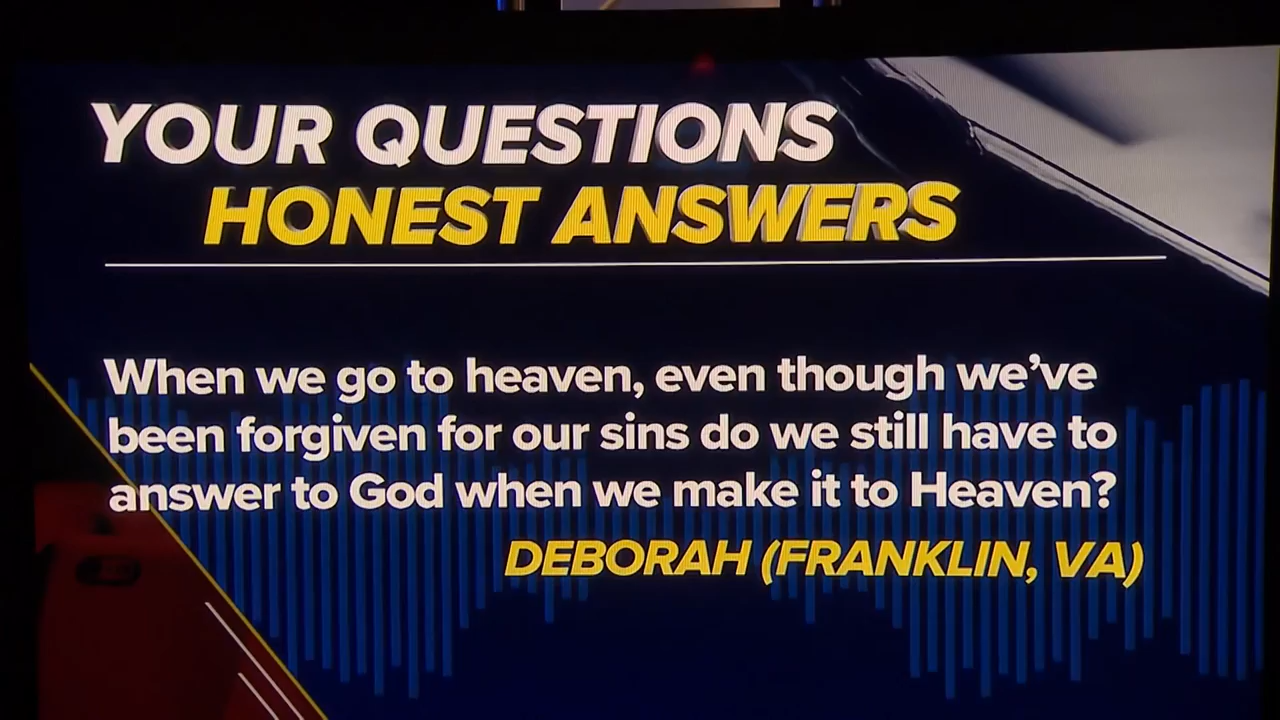 YOUR QUESTIONS
HONEST ANSWERS
When we go to heaven, even though we’ve
been forgiven for our sins do we still have to
answer to God when we make it to Heaven?
DEBORAH (FRANKLIN, VA)